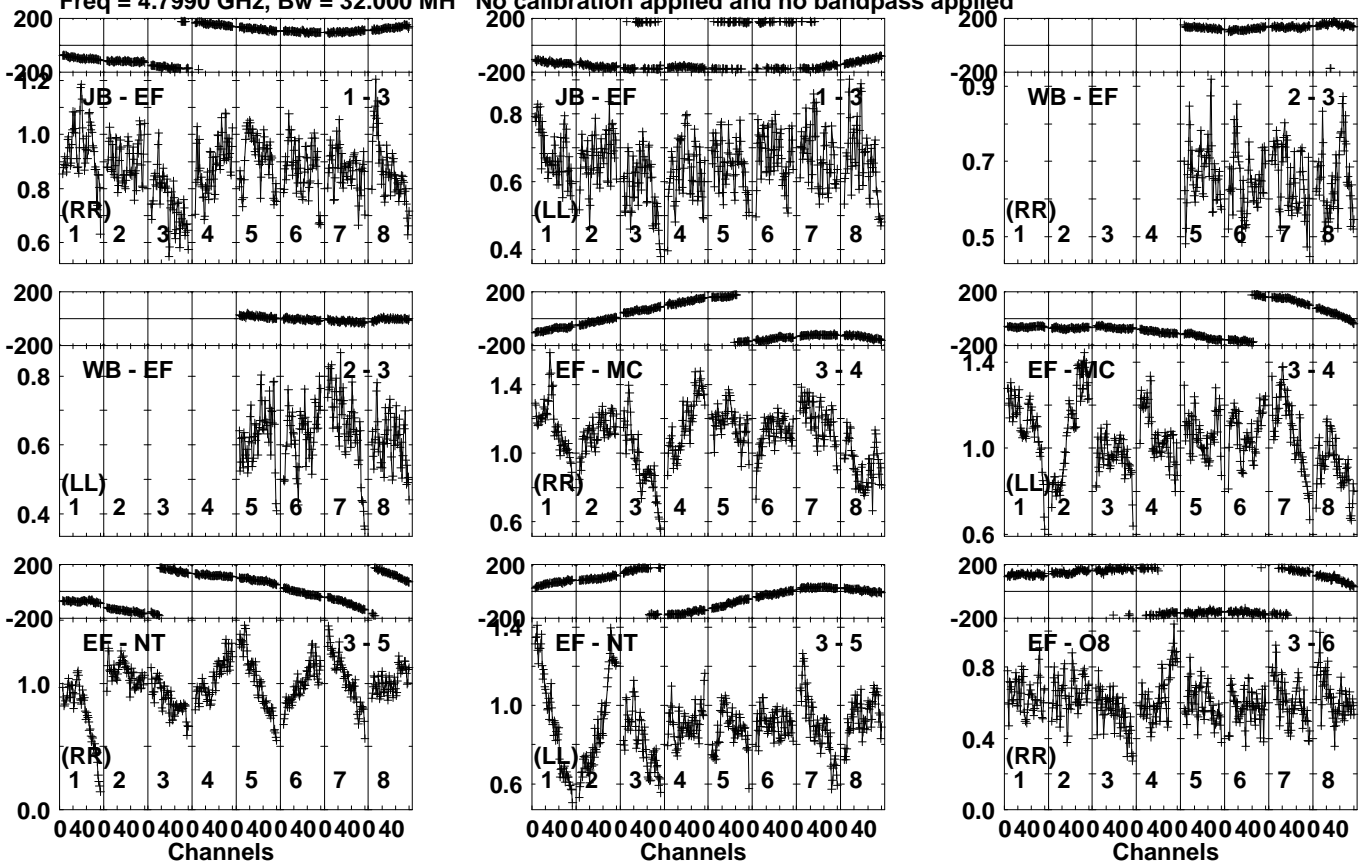 Freq = 4.7990 GHz, Bw = 32.000 MH No calibration applied and no bandpass applied
200 200 200
-200 -200 -200
1.2 JB - EF 1 - 3 0.8 JB - EF 1 - 3 0.9 WB - EF 2 - 3
1.0
0.8 0.6 0.7
(RR) (LL) (RR)
0.6 1 2 3 4 5 6 7 8 0.4 1 2 3 4 5 6 7 8 0.5 1 2 3 4 5 6 7 8
200 200 200
-200 -200 -200
0.8 WB - EF 2 - 3 1.4 EF - MC 3 - 4 1.4 EF - MC 3 - 4
0.6 1.0 1.0
(LL) (RR) (LL)
0.4 1 2 3 4 5 6 7 8 0.6 1 2 3 4 5 6 7 8 0.6 1 2 3 4 5 6 7 8
200 200 200
-200 -200 -200
EF - NT 3 - 5 1.4 EF - NT 3 - 5 EF - O8 3 - 6
1.0 1.0 0.8
(RR) (LL) 0.4 (RR)
1 2 3 4 5 6 7 8 0.6 1 2 3 4 5 6 7 8 1 2 3 4 5 6 7 8
0.0 0.0
0 40 0 40 0 40 0 40 0 40 0 40 0 40 0 40 0 40 0 40 0 40 0 40 0 40 0 40 0 40 0 40 0 40 0 40 0 40 0 40 0 40 0 40 0 40 0 40
Channels Channels Channels